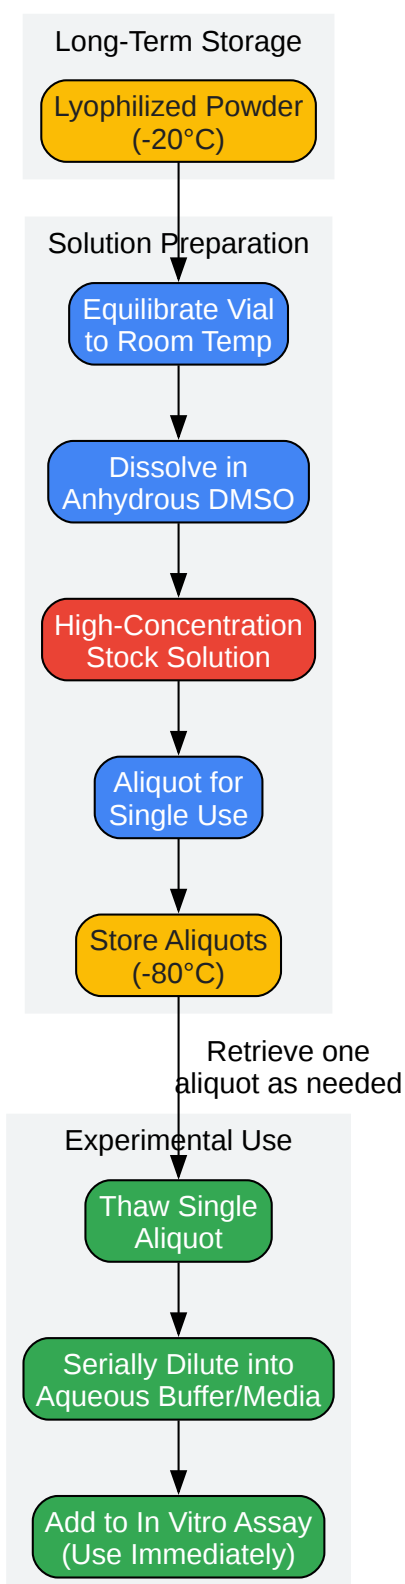 Long-Term Storage
Lyophilized Powder
(-20°C)
Solution Preparation
Equilibrate Vial
to Room Temp
Dissolve in
Anhydrous DMSO
High-Concentration
Stock Solution
Aliquot for
Single Use
Store Aliquots
(-80°C)
Retrieve one
aliquot as needed
Experimental Use
Thaw Single
Aliquot
Serially Dilute into
Aqueous Buffer/Media
Add to In Vitro Assay
(Use Immediately)